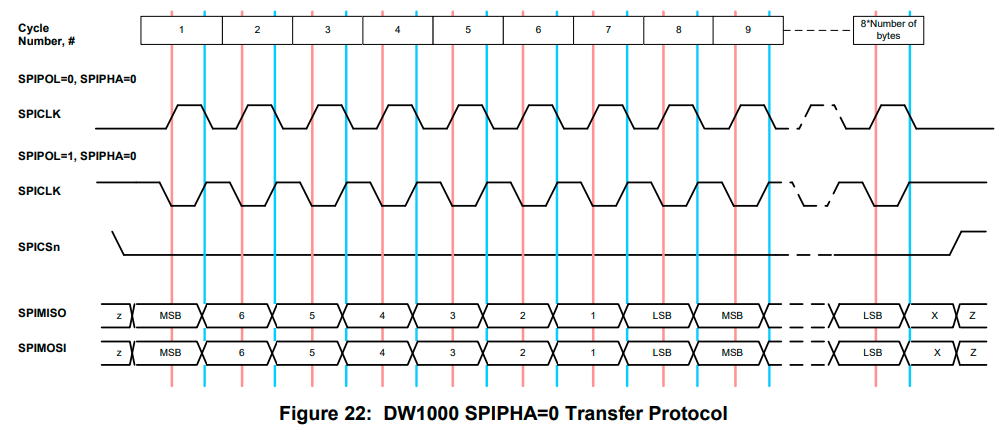 Cycle
Number, #
1 2 3 4 5 6 7 8 9 8*Number of
bytes
SPIPOL=0, SPIPHA=0
SPICLK
SPIPOL=1, SPIPHA=0
SPICLK
SPICSn
SPIMISO z MSB 6 5 4 3 2 1 LSB MSB LSB X Z
SPIMOSI z MSB 6 5 4 3 2 1 LSB MSB LSB X Z
Figure 22: DW1000 SPIPHA=0 Transfer Protocol